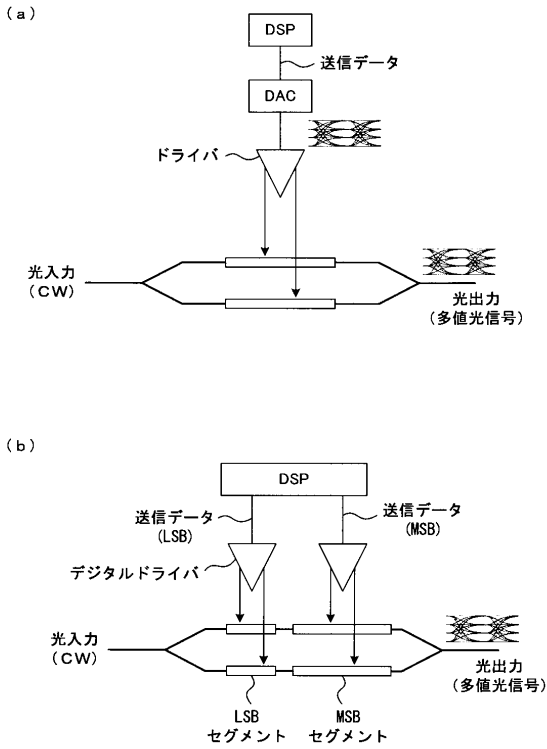 (a)
DSP
送信データ
DAC
ドライバ
光入力
(CW)
光出力
(多値光信号)
(b)
DSP
送信データ
(LSB)
送信データ
(MSB)
デジタルドライバ
光入力
(CW)
光出力
(多値光信号)
LSB
セグメント
MSB
セグメント